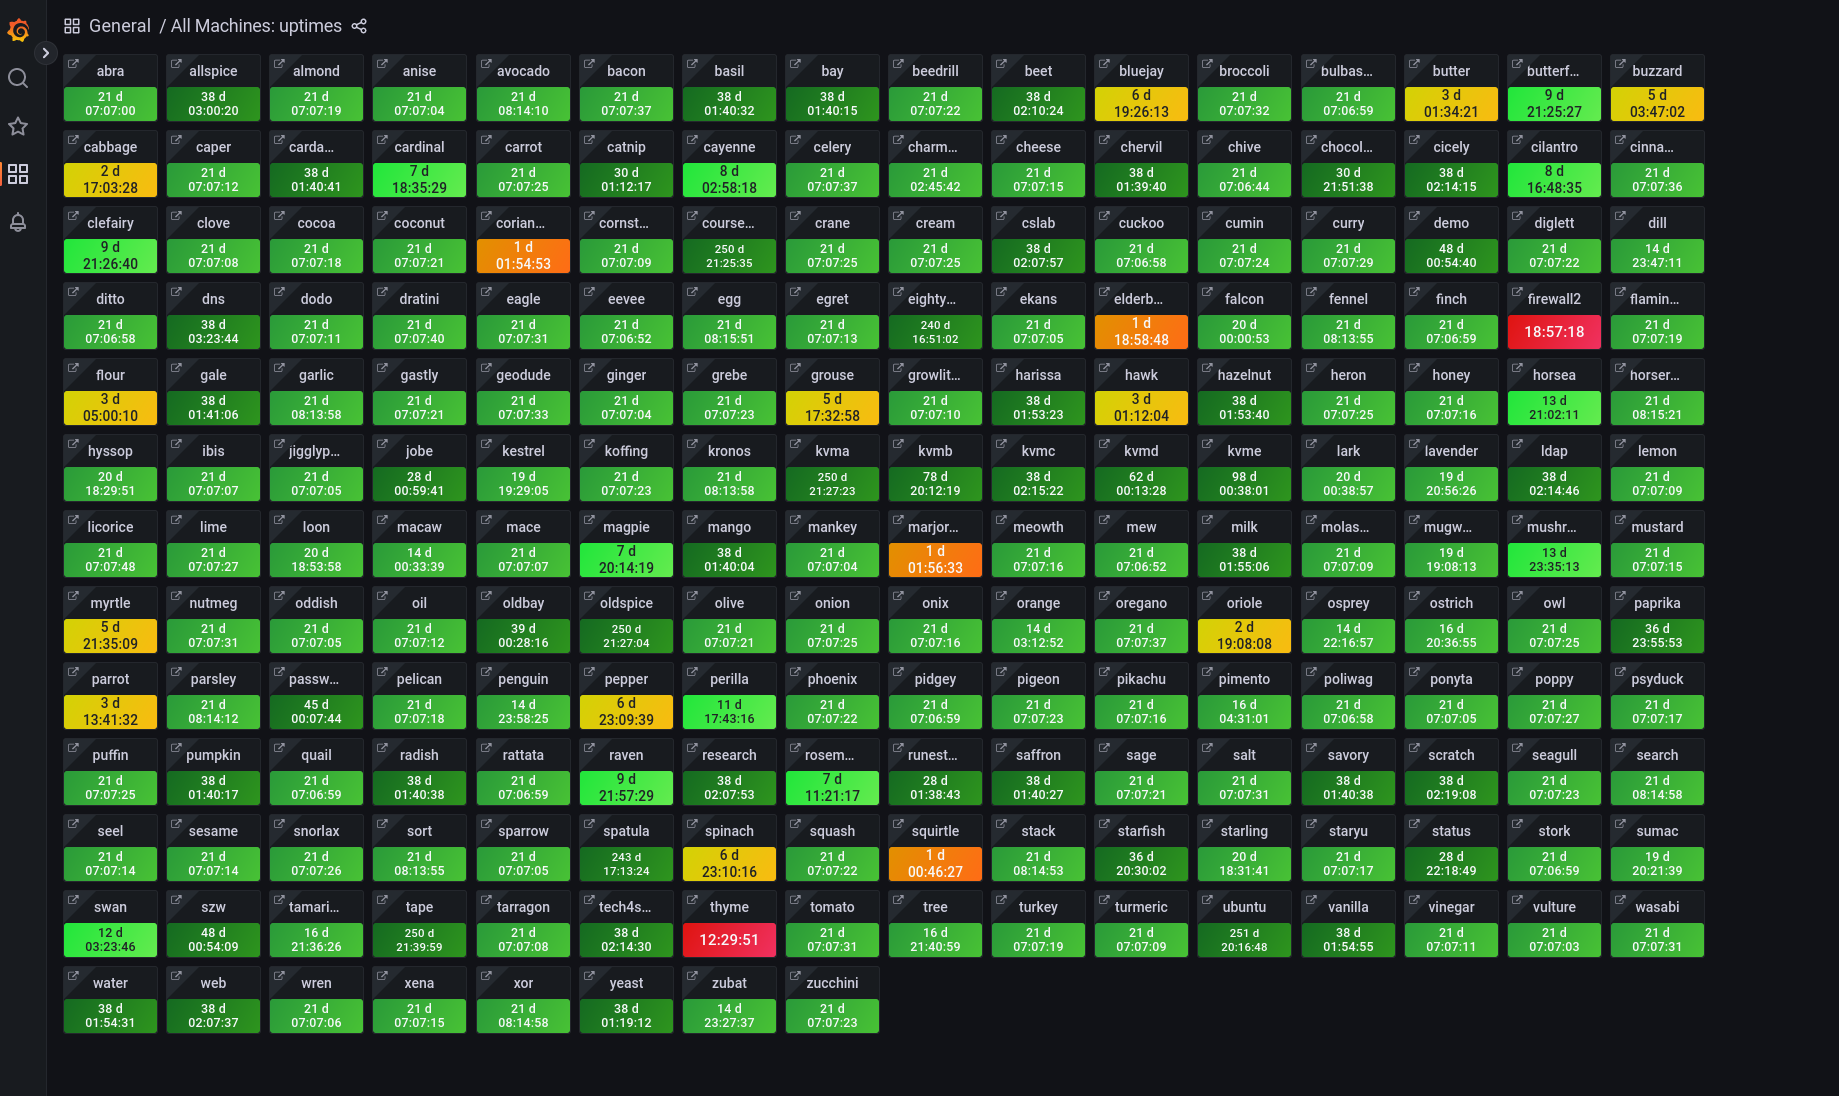 General / All Machines: uptimes
abra allspice almond anise avocado bacon basil bay beedrill beet bluejay broccoli bulbas... butter butterf... buzzard
21 d 38 d 21 d 21 d 21 d 21 d 38 d 38 d 21 d 38 d 6 d 21 d 21 d 3 d 9 d 5 d
07:07:00 03:00:20 07:07:19 07:07:04 08:14:10 07:07:37 01:40:32 01:40:15 07:07:22 02:10:24 19:26:13 07:07:32 07:06:59 01:34:21 21:25:27 03:47:02
cabbage caper carda... cardinal carrot catnip cayenne celery charm... cheese chervil chive chocol... cicely cilantro cinna...
2 d 21 d 38 d 7 d 21 d 30 d 8 d 21 d 21 d 21 d 38 d 21 d 30 d 38 d 8 d 21 d
17:03:28 07:07:12 01:40:41 18:35:29 07:07:25 01:12:17 02:58:18 07:07:37 02:45:42 07:07:15 01:39:40 07:06:44 21:51:38 02:14:15 16:48:35 07:07:36
clefairy clove cocoa coconut corian... cornst... course... crane cream cslab cuckoo cumin curry demo diglett dill
9 d 21 d 21 d 21 d 1 d 21 d 250 d 21 d 21 d 38 d 21 d 21 d 21 d 48 d 21 d 14 d
21:26:40 07:07:08 07:07:18 07:07:21 01:54:53 07:07:09 21:25:35 07:07:25 07:07:25 02:07:57 07:06:58 07:07:24 07:07:29 00:54:40 07:07:22 23:47:11
ditto dns dodo dratini eagle eevee egg egret eighty... ekans elderb... falcon fennel finch firewall2 flamin...
21 d 38 d 21 d 21 d 21 d 21 d 21 d 21 d 240 d 21 d 1 d 20 d 21 d 21 d 18:57:18 21 d
07:06:58 03:23:44 07:07:11 07:07:40 07:07:31 07:06:52 08:15:51 07:07:13 16:51:02 07:07:05 18:58:48 00:00:53 08:13:55 07:06:59 07:07:19
flour gale garlic gastly geodude ginger grebe grouse growlit... harissa hawk hazelnut heron honey horsea horser...
3 d 38 d 21 d 21 d 21 d 21 d 21 d 5 d 21 d 38 d 3 d 38 d 21 d 21 d 13 d 21 d
05:00:10 01:41:06 08:13:58 07:07:21 07:07:33 07:07:04 07:07:23 17:32:58 07:07:10 01:53:23 01:12:04 01:53:40 07:07:25 07:07:16 21:02:11 08:15:21
hyssop ibis jigglyp... jobe kestrel koffing kronos kvma kvmb kvmc kvmd kvme lark lavender ldap lemon
20 d 21 d 21 d 28 d 19 d 21 d 21 d 250 d 78 d 38 d 62 d 98 d 20 d 19 d 38 d 21 d
18:29:51 07:07:07 07:07:05 00:59:41 19:29:05 07:07:23 08:13:58 21:27:23 20:12:19 02:15:22 00:13:28 00:38:01 00:38:57 20:56:26 02:14:46 07:07:09
licorice lime loon macaw mace magpie mango mankey marjor... meowth mew milk molas... mugw... mushr... mustard
21 d 21 d 20 d 14 d 21 d 7 d 38 d 21 d 1 d 21 d 21 d 38 d 21 d 19 d 13 d 21 d
07:07:48 07:07:27 18:53:58 00:33:39 07:07:07 20:14:19 01:40:04 07:07:04 01:56:33 07:07:16 07:06:52 01:55:06 07:07:09 19:08:13 23:35:13 07:07:15
myrtle nutmeg oddish oil oldbay oldspice olive onion onix orange oregano oriole osprey ostrich owl paprika
5 d 21 d 21 d 21 d 39 d 250 d 21 d 21 d 21 d 14 d 21 d 2 d 14 d 16 d 21 d 36 d
21:35:09 07:07:31 07:07:05 07:07:12 00:28:16 21:27:04 07:07:21 07:07:25 07:07:16 03:12:52 07:07:37 19:08:08 22:16:57 20:36:55 07:07:25 23:55:53
parrot parsley passw... pelican penguin pepper perilla phoenix pidgey pigeon pikachu pimento poliwag ponyta poppy psyduck
3 d 21 d 45 d 21 d 14 d 6 d 11 d 21 d 21 d 21 d 21 d 16 d 21 d 21 d 21 d 21 d
13:41:32 08:14:12 00:07:44 07:07:18 23:58:25 23:09:39 17:43:16 07:07:22 07:06:59 07:07:23 07:07:16 04:31:01 07:06:58 07:07:05 07:07:27 07:07:17
puffin pumpkin quail radish rattata raven research rosem... runest... saffron sage salt savory scratch seagull search
21 d 38 d 21 d 38 d 21 d 9 d 38 d 7 d 28 d 38 d 21 d 21 d 38 d 38 d 21 d 21 d
07:07:25 01:40:17 07:06:59 01:40:38 07:06:59 21:57:29 02:07:53 11:21:17 01:38:43 01:40:27 07:07:21 07:07:31 01:40:38 02:19:08 07:07:23 08:14:58
seel sesame snorlax sort sparrow spatula spinach squash squirtle stack starfish starling staryu status stork sumac
21 d 21 d 21 d 21 d 21 d 243 d 6 d 21 d 1 d 21 d 36 d 20 d 21 d 28 d 21 d 19 d
07:07:14 07:07:14 07:07:26 08:13:55 07:07:05 17:13:24 23:10:16 07:07:22 00:46:27 08:14:53 20:30:02 18:31:41 07:07:17 22:18:49 07:06:59 20:21:39
swan szw tamari... tape tarragon tech4s... thyme tomato tree turkey turmeric ubuntu vanilla vinegar vulture wasabi
12 d 48 d 16 d 250 d 21 d 38 d 12:29:51 21 d 16 d 21 d 21 d 251 d 38 d 21 d 21 d 21 d
03:23:46 00:54:09 21:36:26 21:39:59 07:07:08 02:14:30 07:07:31 21:40:59 07:07:19 07:07:09 20:16:48 01:54:55 07:07:11 07:07:03 07:07:31
water web wren xena xor yeast zubat zucchini
38 d 38 d 21 d 21 d 21 d 38 d 14 d 21 d
01:54:31 02:07:37 07:07:06 07:07:15 08:14:58 01:19:12 23:27:37 07:07:23